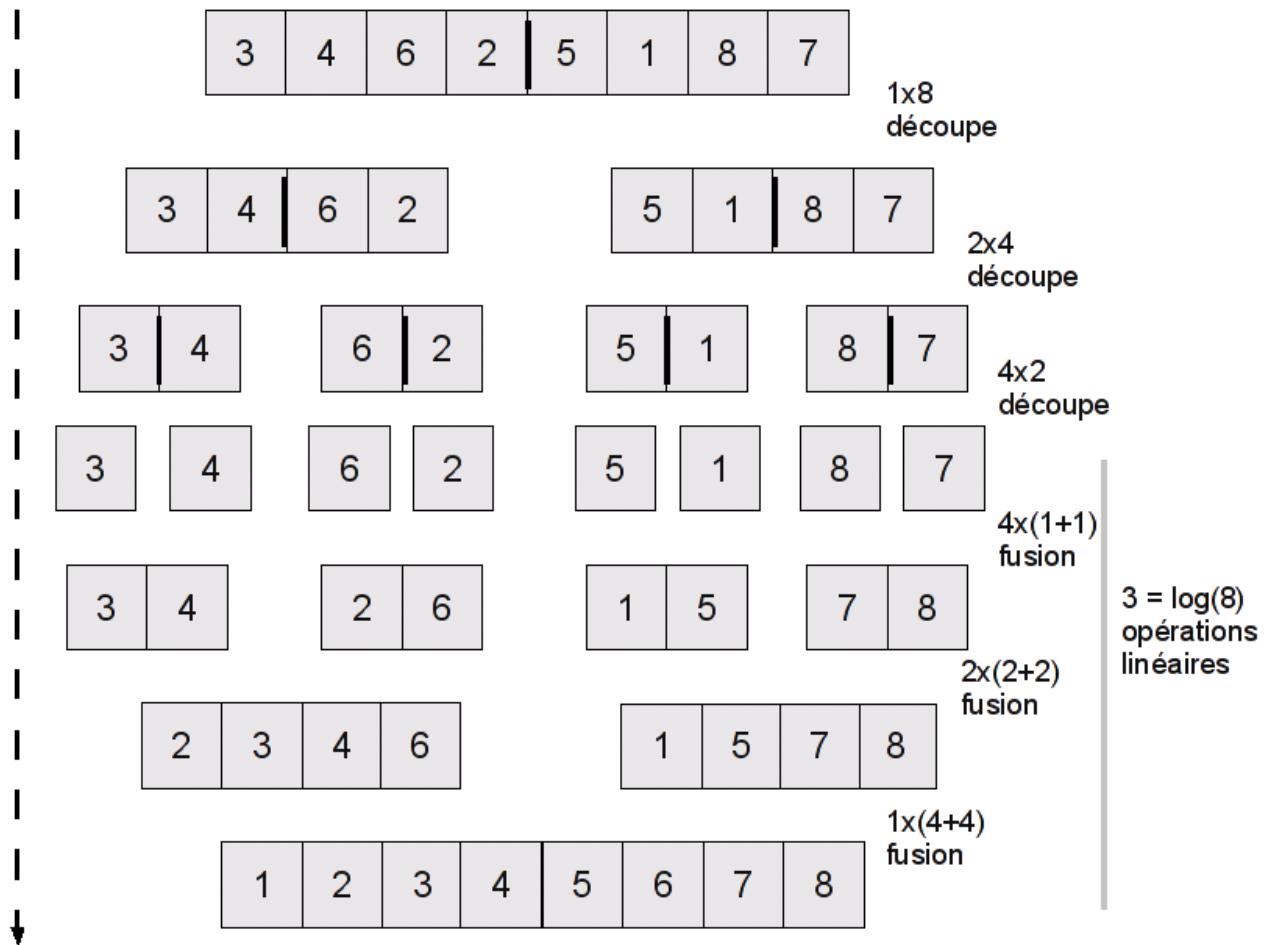 3 4 6 2 5 1 8 7
1x8
découpe
3 4 6 2 5 1 8 7
2x4
découpe
3 4 6 2 5 1 8 7
4x2
découpe
3 4 6 2 5 1 8 7
4x(1+1)
fusion
3 4 2 6 1 5 7 8
3 = log(8)
opérations
linéaires
2x(2+2)
fusion
2 3 4 6 1 5 7 8
1x(4+4)
fusion
1 2 3 4 5 6 7 8